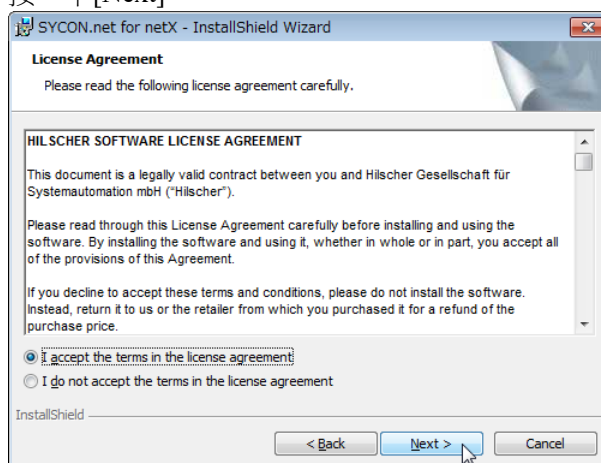 [Next]
SYCON.net for netX - InstallShield Wizard
License Agreement
Please read the following license agreement carefully.
HILSCHER SOFTWARE LICENSE AGREEMENT
This document is a legally valid contract between you and Hilscher Gesellschaft für
Systemautomation mbH ("Hilscher").
Please read through this License Agreement carefully before installing and using the
software. By installing the software and using it, whether in whole or in part, you accept all
of the provisions of this Agreement.
If you decline to accept these terms and conditions, please do not install the software.
Instead, return it to us or the retailer from which you purchased it for a refund of the
purchase price.
I accept the terms in the license agreement
I do not accept the terms in the license agreement
InstallShield
< Back
Next >
Cancel